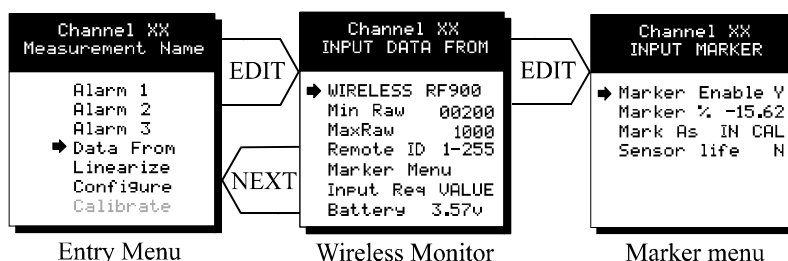 Channel XX
Measurement Name
Alarm 1
Alarm 2
Alarm 3
Data From
Linearize
Configure
Calibrate
Entry Menu
EDIT
NEXT
Channel XX
INPUT DATA FROM
WIRELESS RF900
Min Raw 00200
MaxRaw 1000
Remote ID 1-255
Marker Menu
Input Req VALUE
Battery 3.57v
Wireless Monitor
EDIT
Channel XX
INPUT MARKER
Marker Enable Y
Marker % -15.62
Mark As IN CAL
Sensor life N
Marker menu